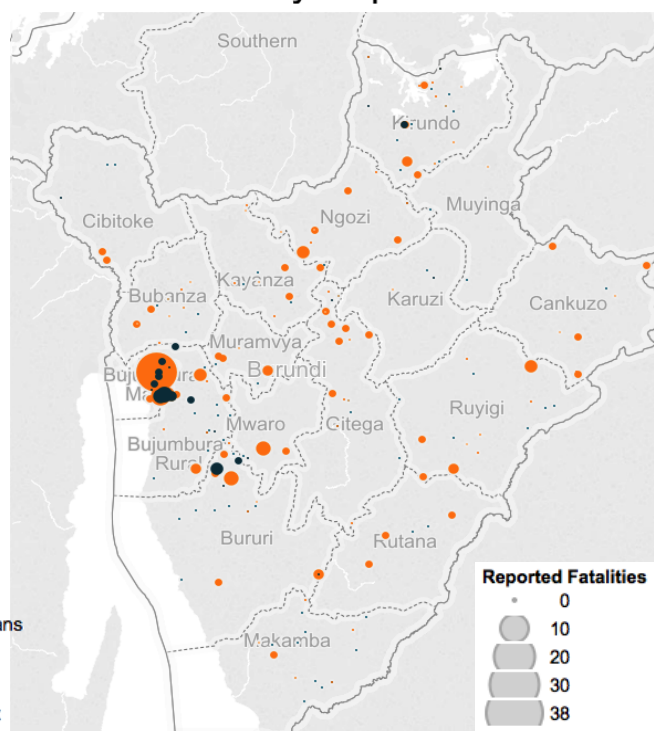 Southern
Kirundo
Cibitoke
Ngozi
Muyinga
Kayanza
Bubanza
Karuzi
Cankuzo
Muramvya
Burundi
Ruyigi
Mwaro
Gitega
Bujumbura
Rural
Bururi
Rutana
Makamba
Reported Fatalities
0
10
20
30
38
ans